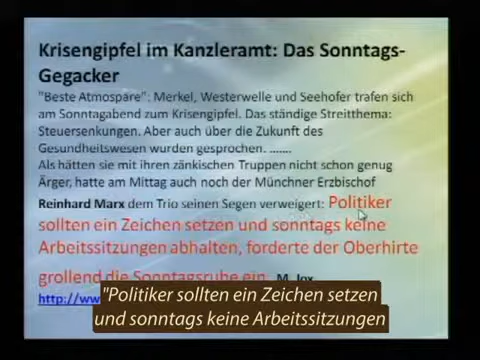 Krisengipfel im Kanzleramt: Das Sonntags-
Gegacker
"Beste Atmospäre": Merkel, Westerwelle und Seehofer trafen sich
am Sonntagabend zum Krisengipfel. Das ständige Streitthema:
Steuersenkungen. Aber auch über die Zukunft des
Gesundheitswesen wurden gesprochen. .......
Als hätten sie mit ihren zänkischen Truppen nicht schon genug
Ärger, hatte am Mittag auch noch der Münchner Erzbischof
Reinhard Marx dem Trio seinen Segen verweigert: Politiker
sollten ein Zeichen setzen und sonntags keine
Arbeitssitzungen abhalten, forderte der Oberhirte
grollend die Sonntagsruhe ein. M. Jox
http://ww
"Politiker sollten ein Zeichen setzen
und sonntags keine Arbeitssitzungen